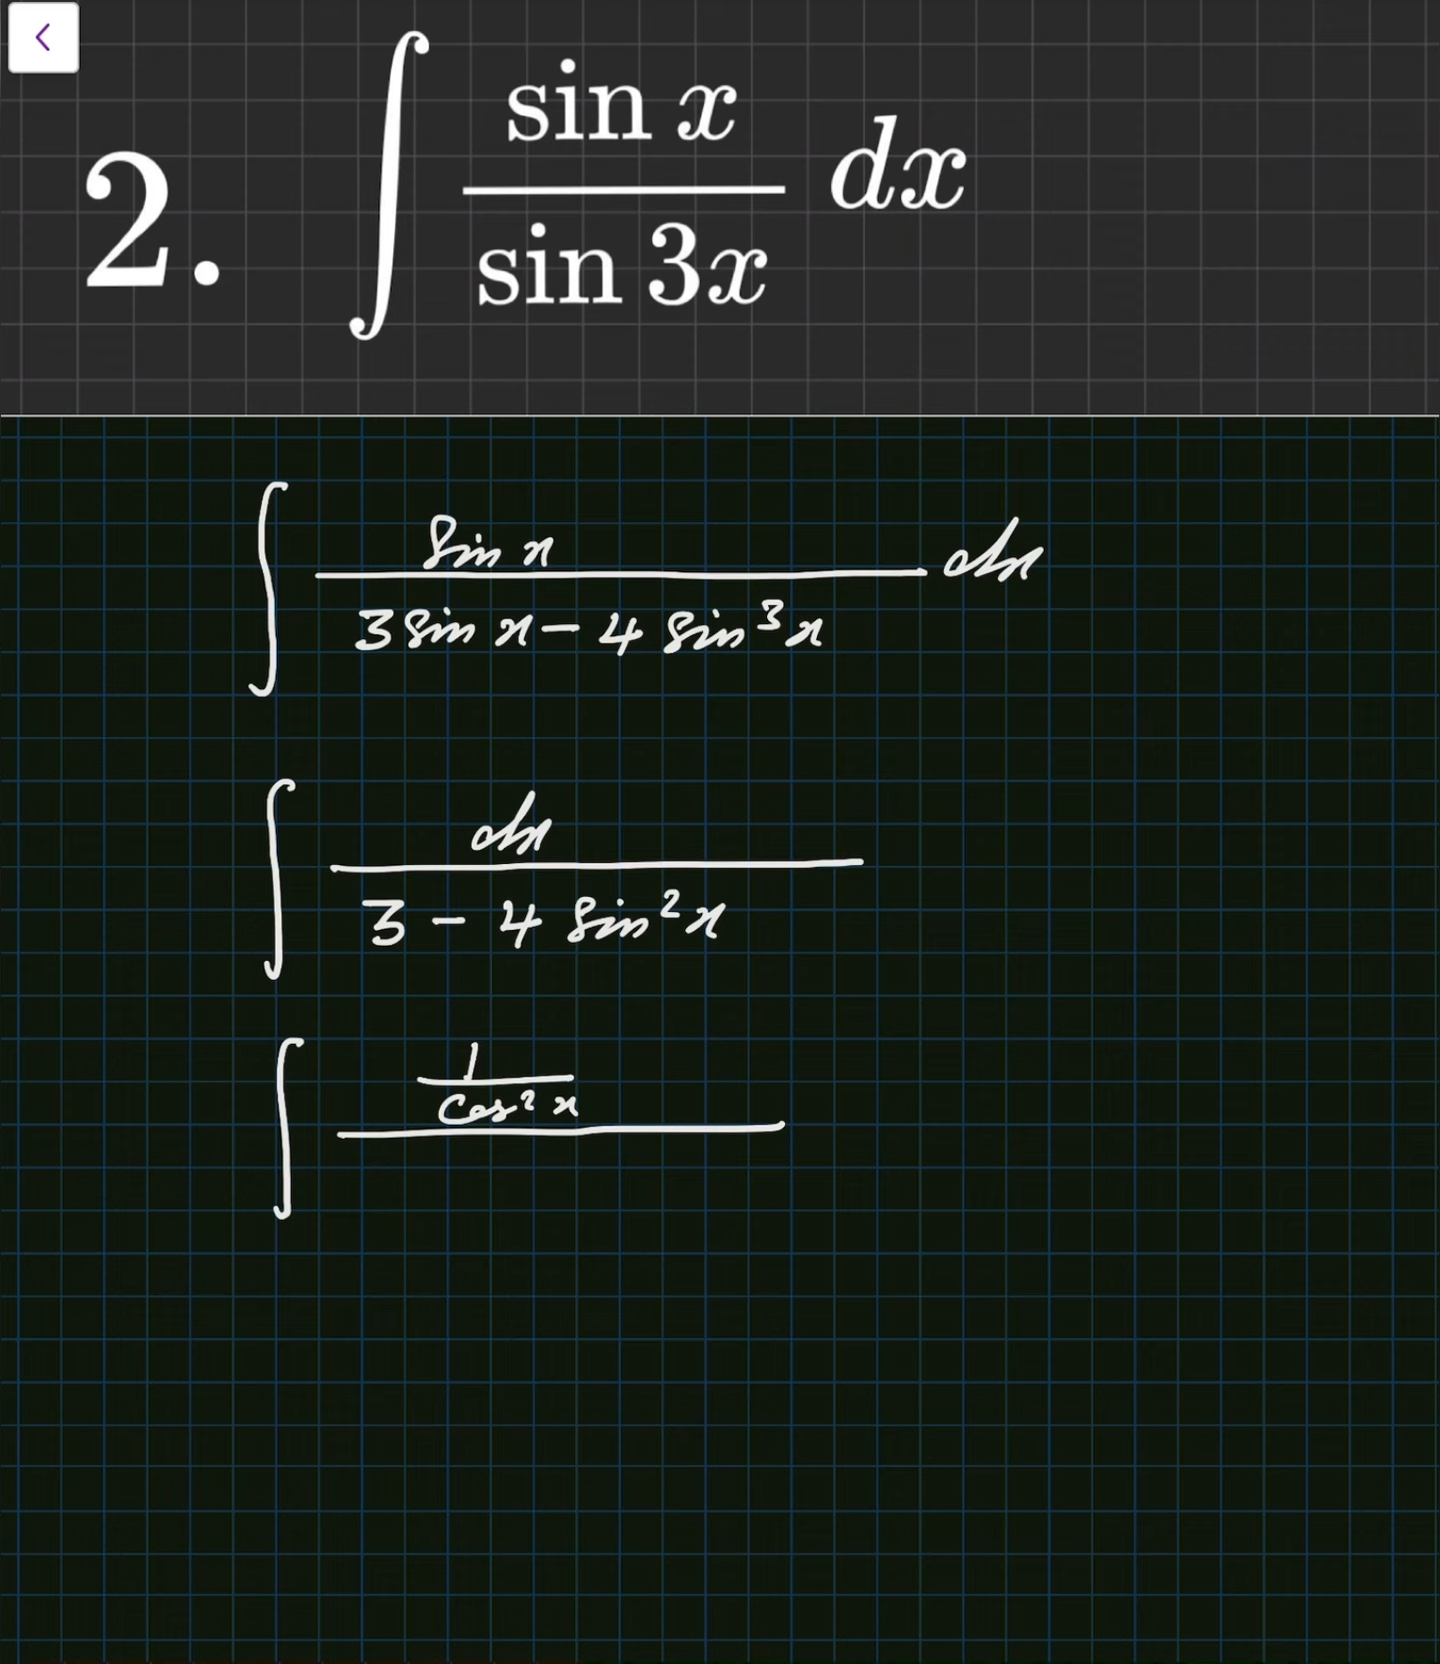 2. ∫ sin x / sin 3x dx
∫ sin x / (3 sin x − 4 sin³x) dx
∫ dx / (3 − 4 sin²x)
∫ (1 / cos²x) /